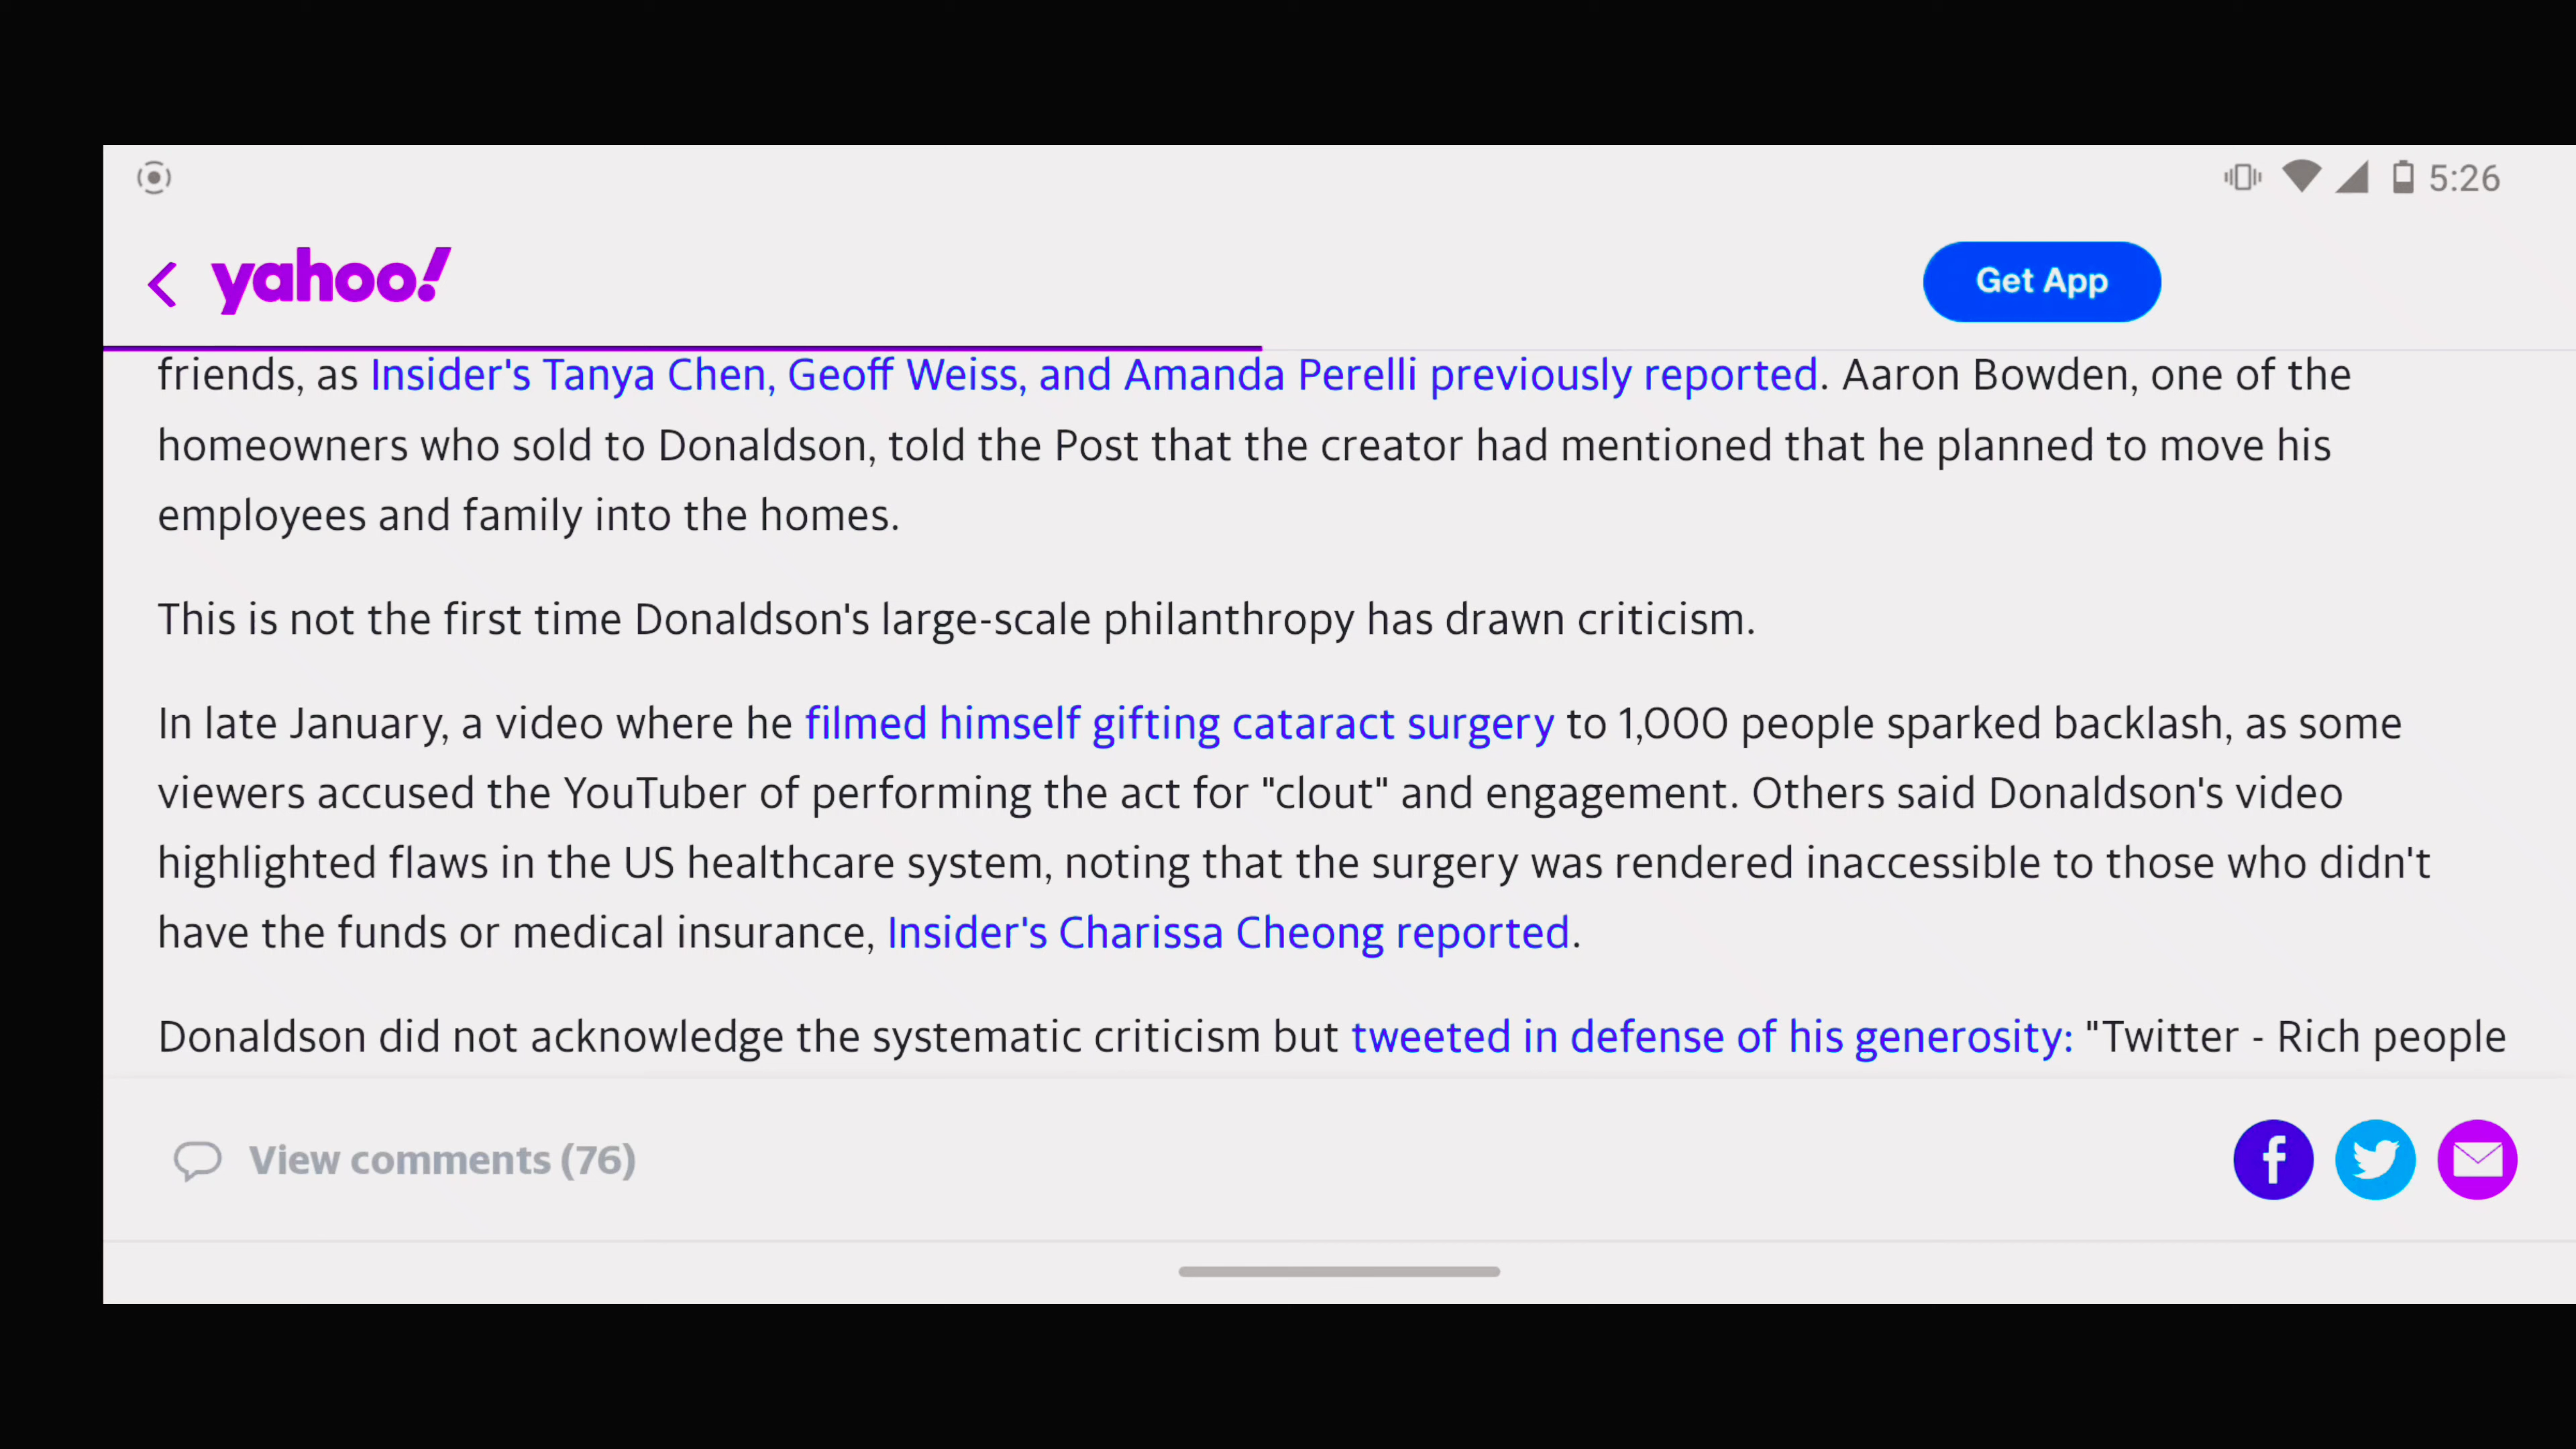 5:26
yahoo!
Get App
friends, as Insider's Tanya Chen, Geoff Weiss, and Amanda Perelli previously reported. Aaron Bowden, one of the
homeowners who sold to Donaldson, told the Post that the creator had mentioned that he planned to move his
employees and family into the homes.
This is not the first time Donaldson's large-scale philanthropy has drawn criticism.
In late January, a video where he filmed himself gifting cataract surgery to 1,000 people sparked backlash, as some
viewers accused the YouTuber of performing the act for "clout" and engagement. Others said Donaldson's video
highlighted flaws in the US healthcare system, noting that the surgery was rendered inaccessible to those who didn't
have the funds or medical insurance, Insider's Charissa Cheong reported.
Donaldson did not acknowledge the systematic criticism but tweeted in defense of his generosity: "Twitter - Rich people
View comments (76)